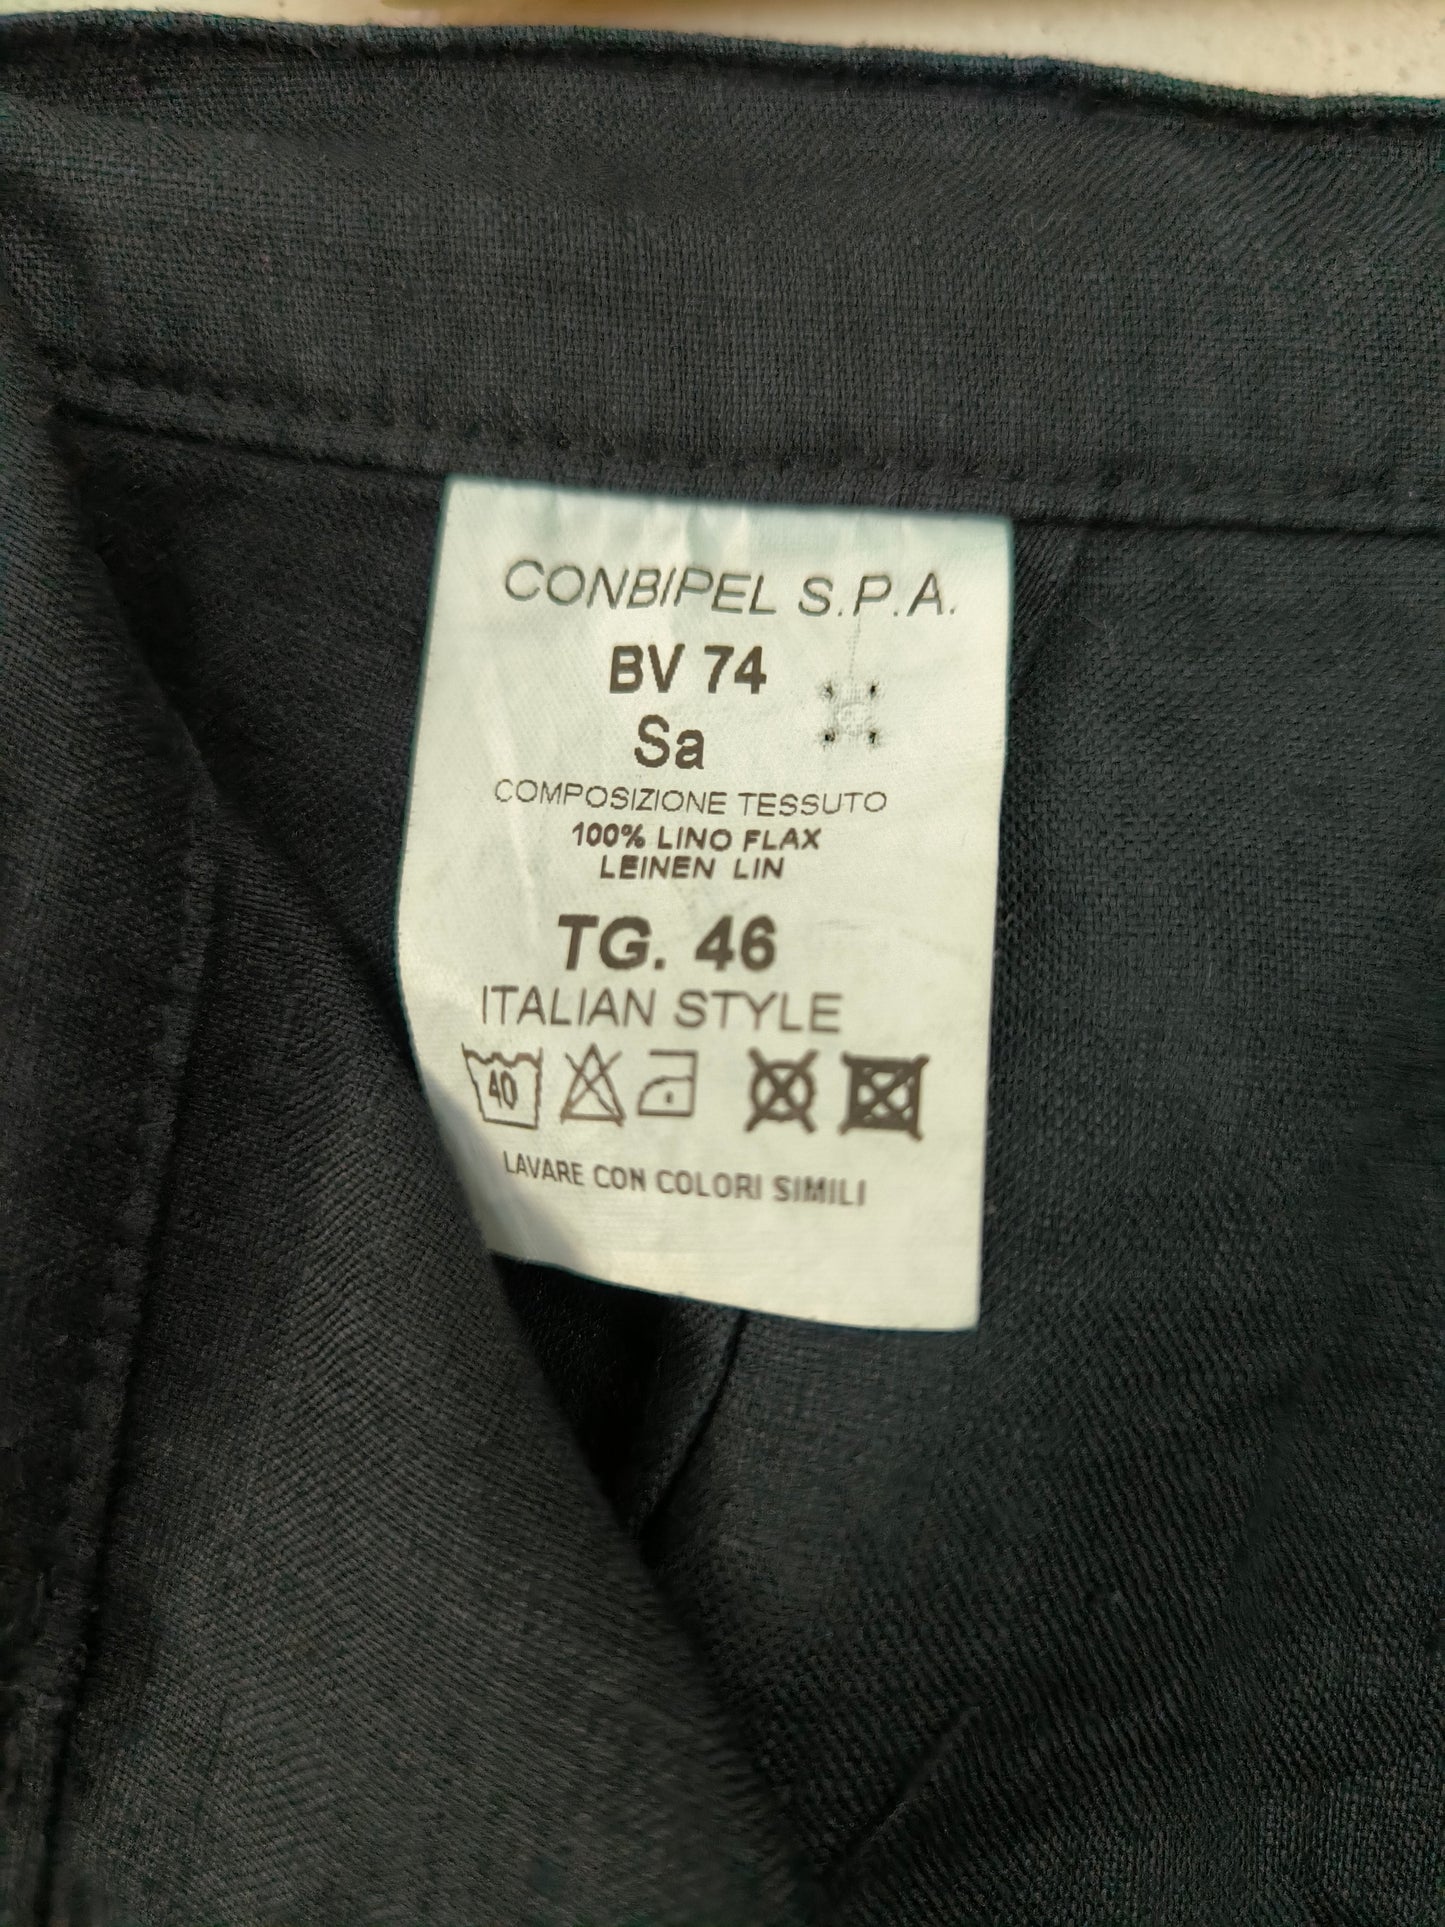 CONBIPEL S.P.A.
BV 74
Sa
COMPOSIZIONE TESSUTO
100% LINO FLAX
LEINEN LIN
TG. 46
ITALIAN STYLE
40
LAVARE CON COLORI SIMILI